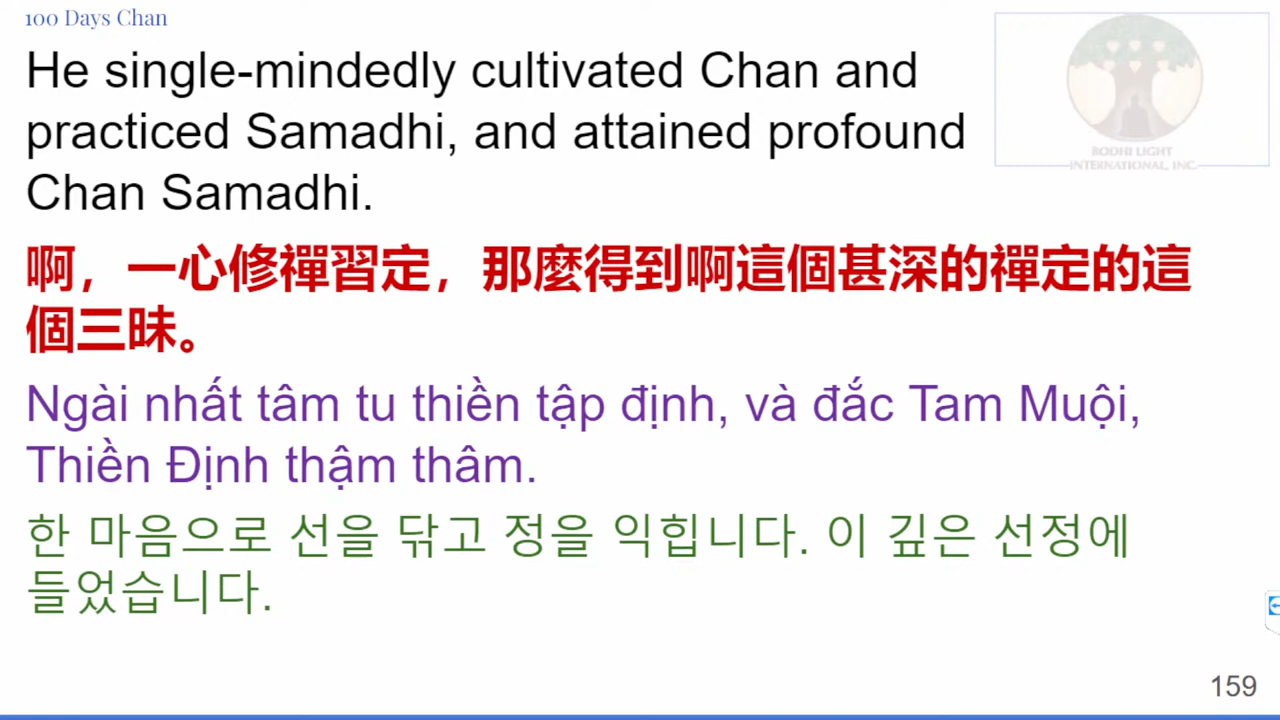 100 Days Chan
He single-mindedly cultivated Chan and
practiced Samadhi, and attained profound
Chan Samadhi.
啊，一心修禪習定，那麼得到啊這個甚深的禪定的這
個三昧。
Ngài nhất tâm tu thiền tập định, và đắc Tam Muội,
Thiền Định thậm thâm.
한 마음으로 선을 닦고 정을 익힙니다. 이 깊은 선정에
들었습니다.
BODHI LIGHT
INTERNATIONAL, INC.
159